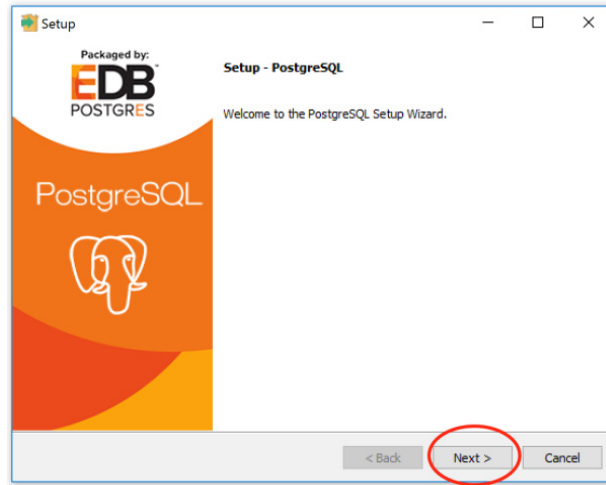 Setup
Packaged by:
EDB
POSTGRES
PostgreSQL
Setup - PostgreSQL
Welcome to the PostgreSQL Setup Wizard.
< Back
Next >
Cancel